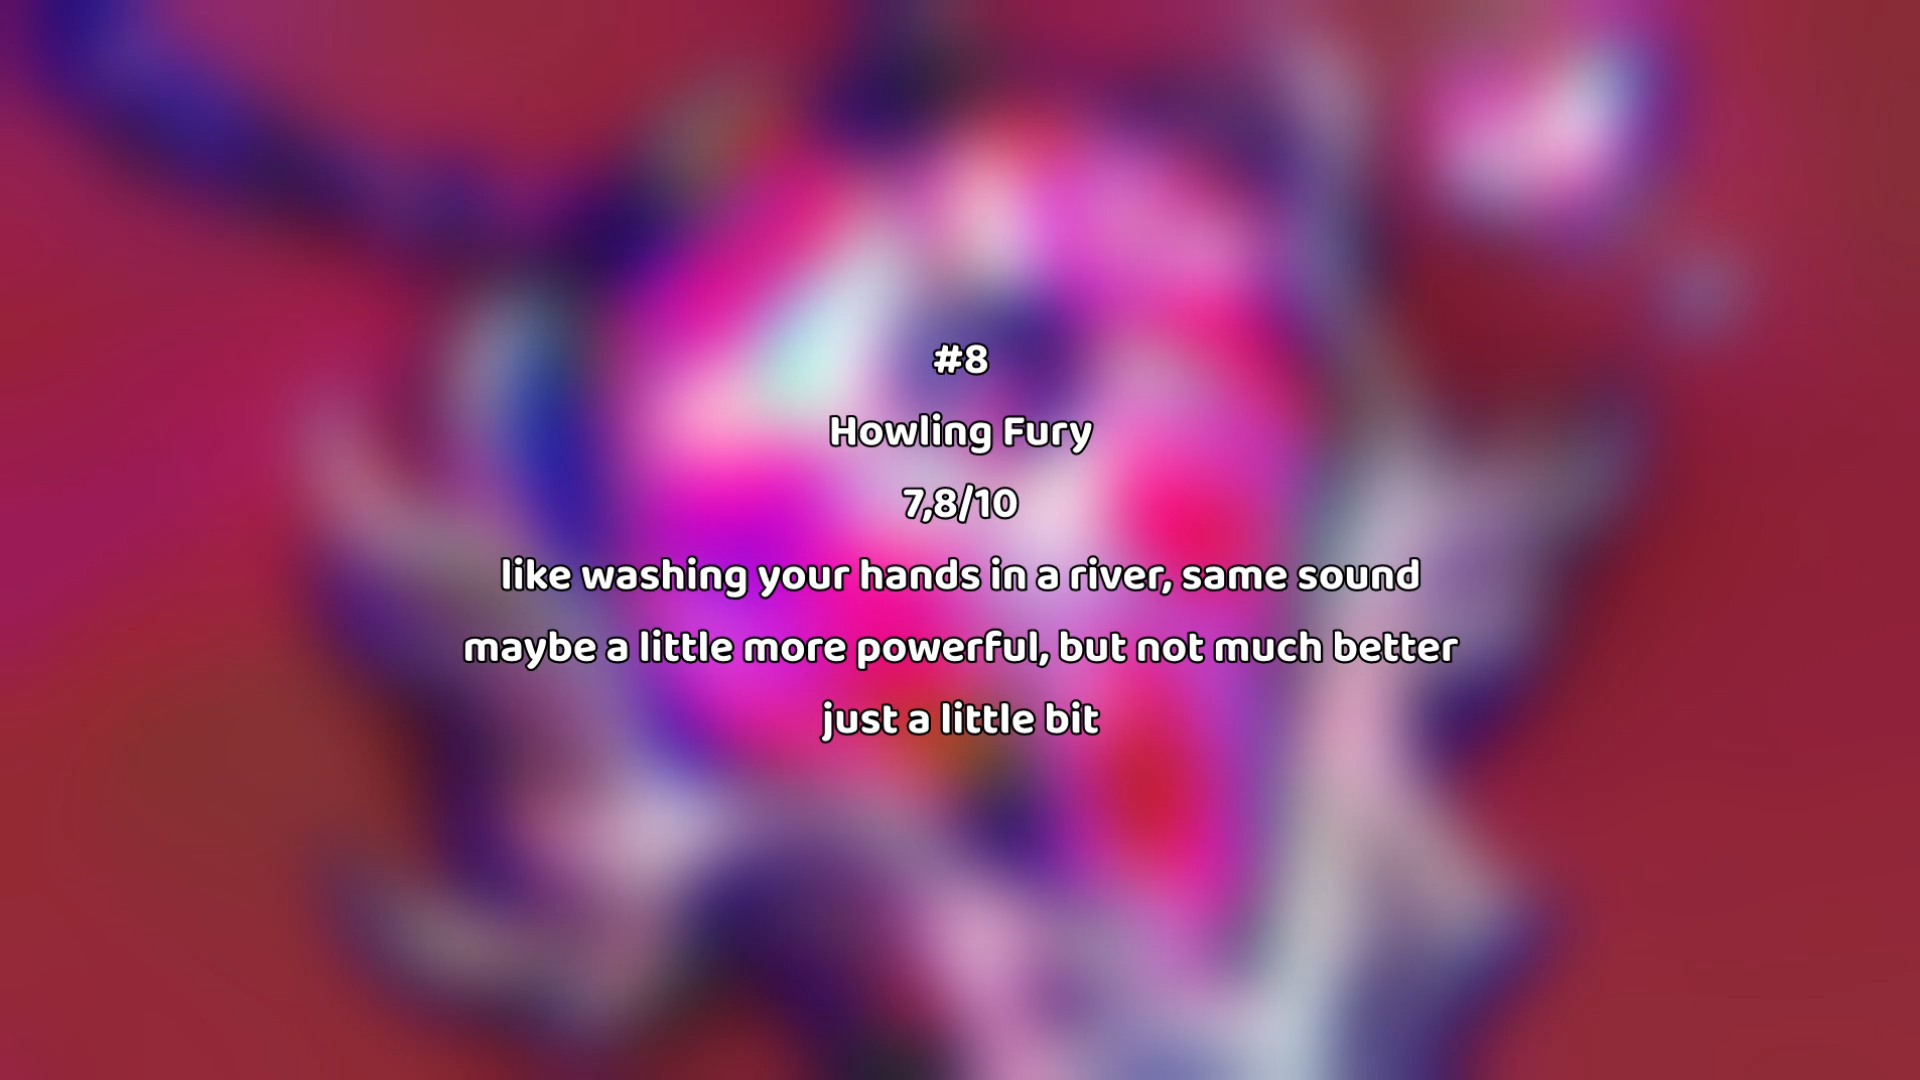 #8
Howling Fury
7,8/10
like washing your hands in a river, same sound
maybe a little more powerful, but not much better
just a little bit